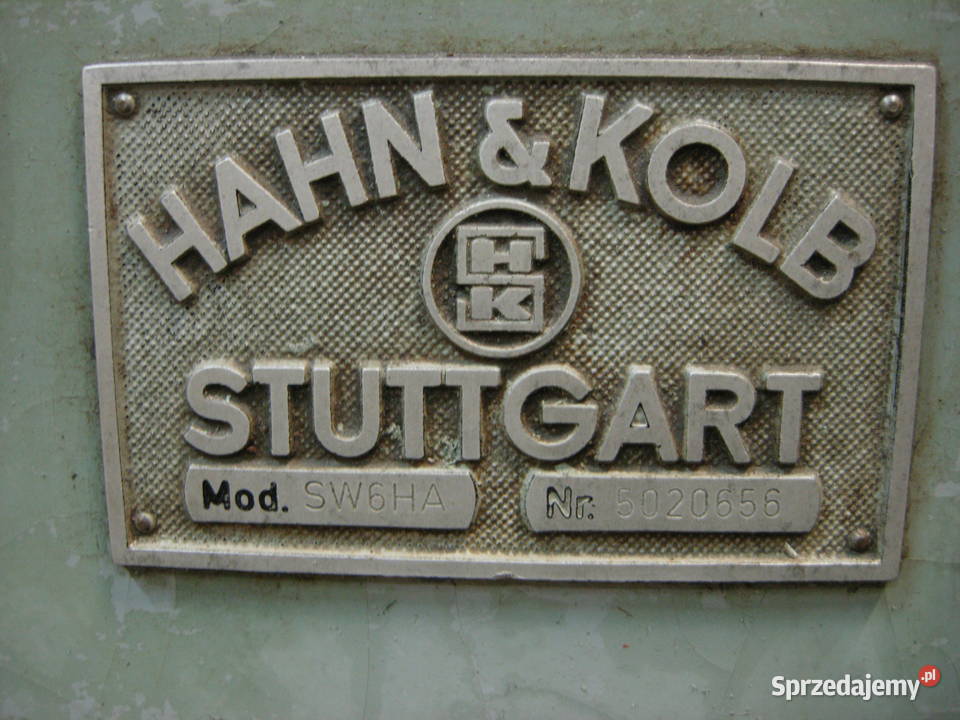 HAHN & KOLB
HK
STUTTGART
Mod. SW6HA Nr. 5020656
Sprzedajemy.pl